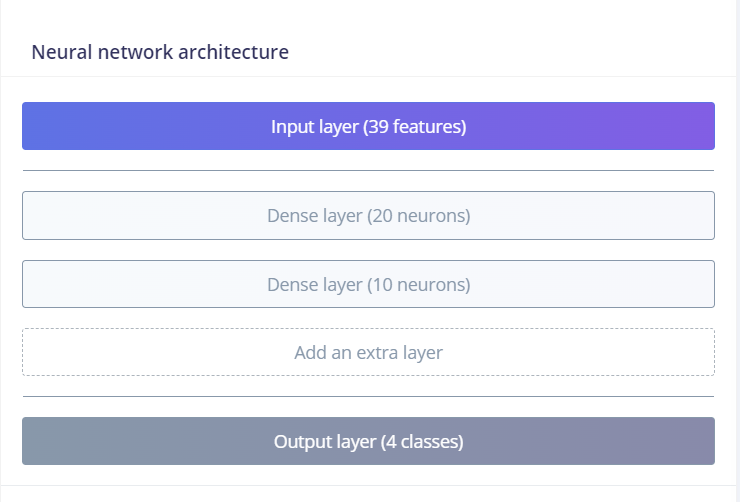 Neural network architecture
Input layer (39 features)
Dense layer (20 neurons)
Dense layer (10 neurons)
Add an extra layer
Output layer (4 classes)